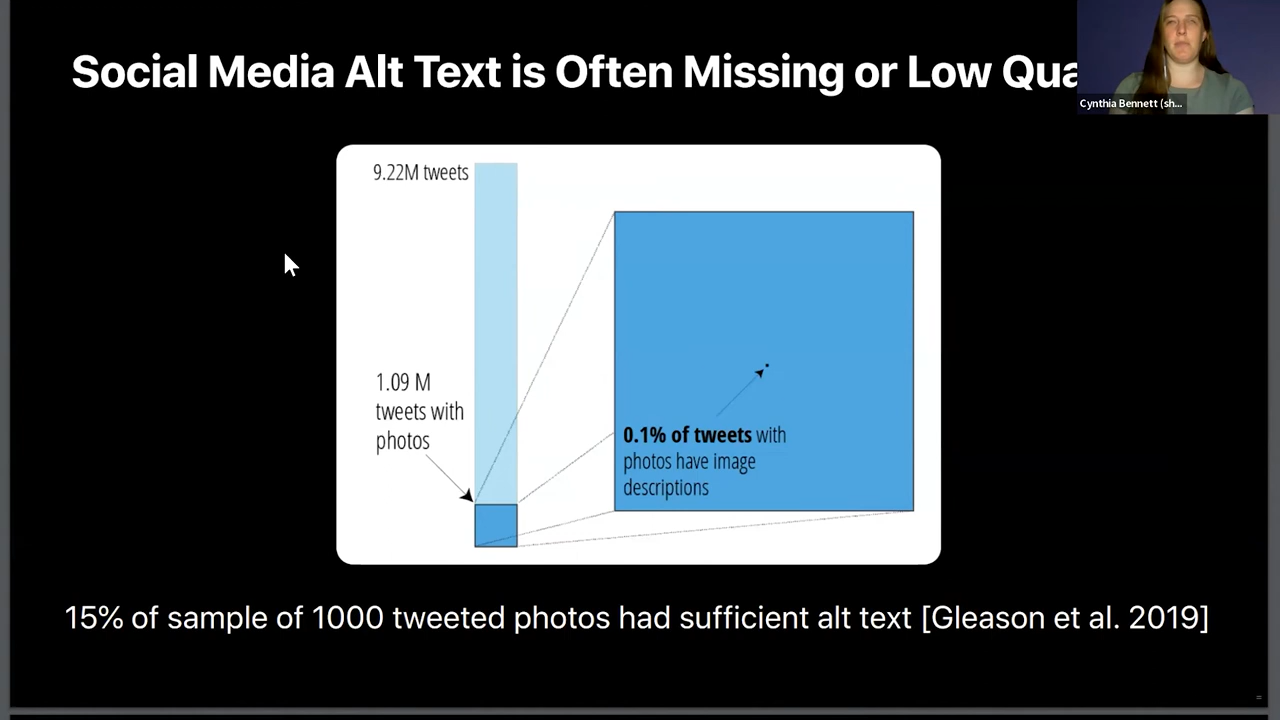 Social Media Alt Text is Often Missing or Low Qua
Cynthia Bennett (sh...
9.22M tweets
1.09 M
tweets with
photos
0.1% of tweets with
photos have image
descriptions
15% of sample of 1000 tweeted photos had sufficient alt text [Gleason et al. 2019]